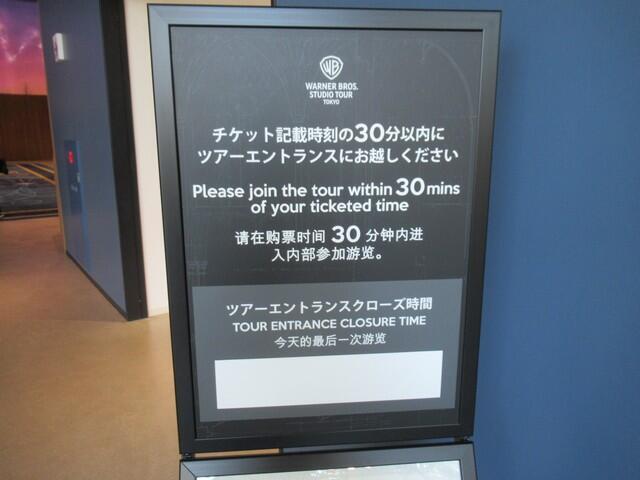 WB
WARNER BROS.
STUDIO TOUR
TOKYO
チケット記載時刻の30分以内に
ツアーエントランスにお越しください
Please join the tour within 30 mins
of your ticketed time
请在购票时间 30 分钟内进
入内部参加游览。
ツアーエントランスクローズ時間
TOUR ENTRANCE CLOSURE TIME
今天的最后一次游览